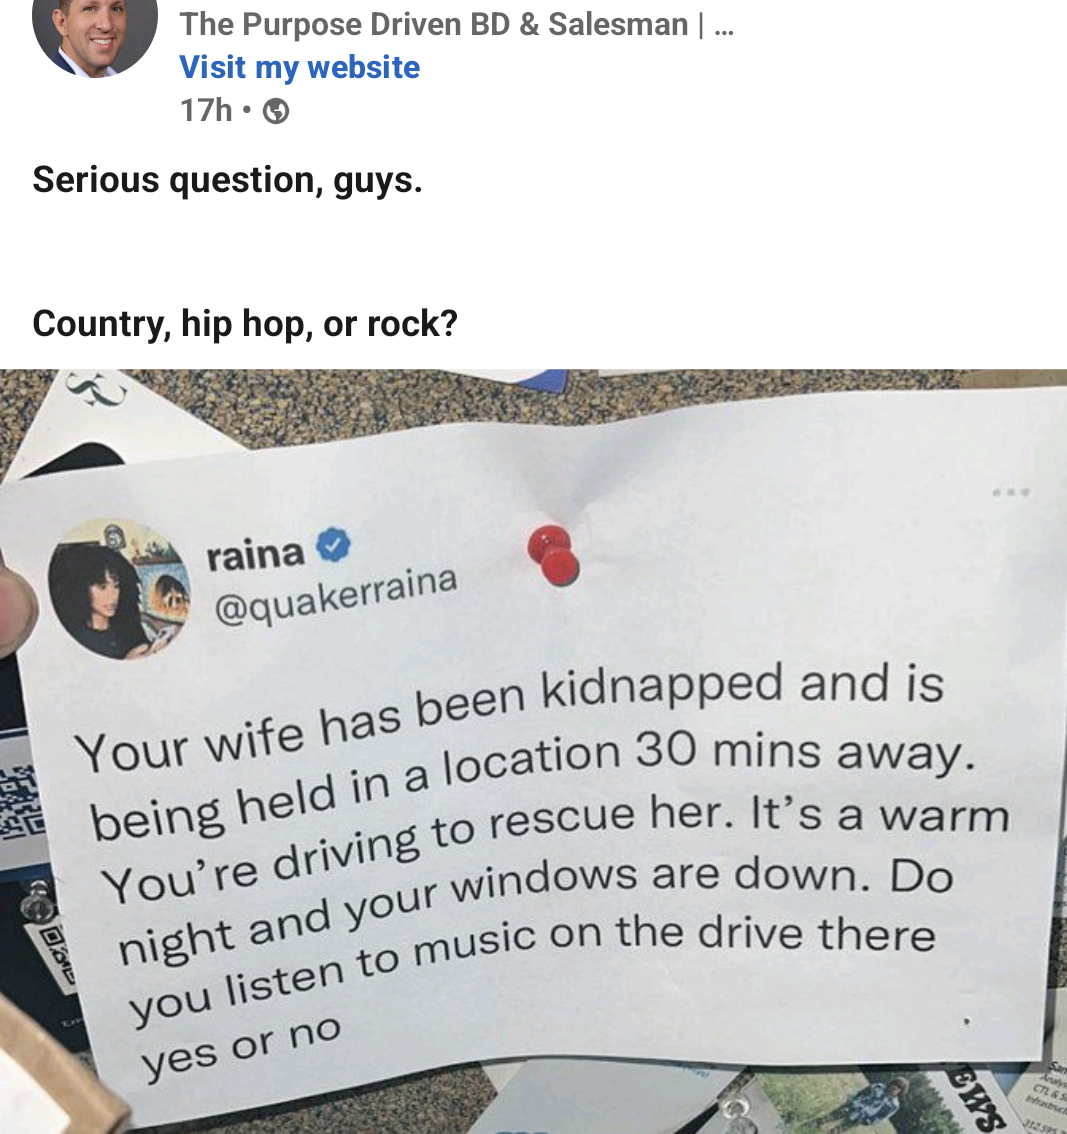 The Purpose Driven BD & Salesman | ...
Visit my website
17h •
Serious question, guys.
Country, hip hop, or rock?
SC
raina
@quakerraina
Your wife has been kidnapped and is
being held in a location 30 mins away.
You're driving to rescue her. It's a warm
night and your windows are down. Do
you listen to music on the drive there
yes or no
EWS